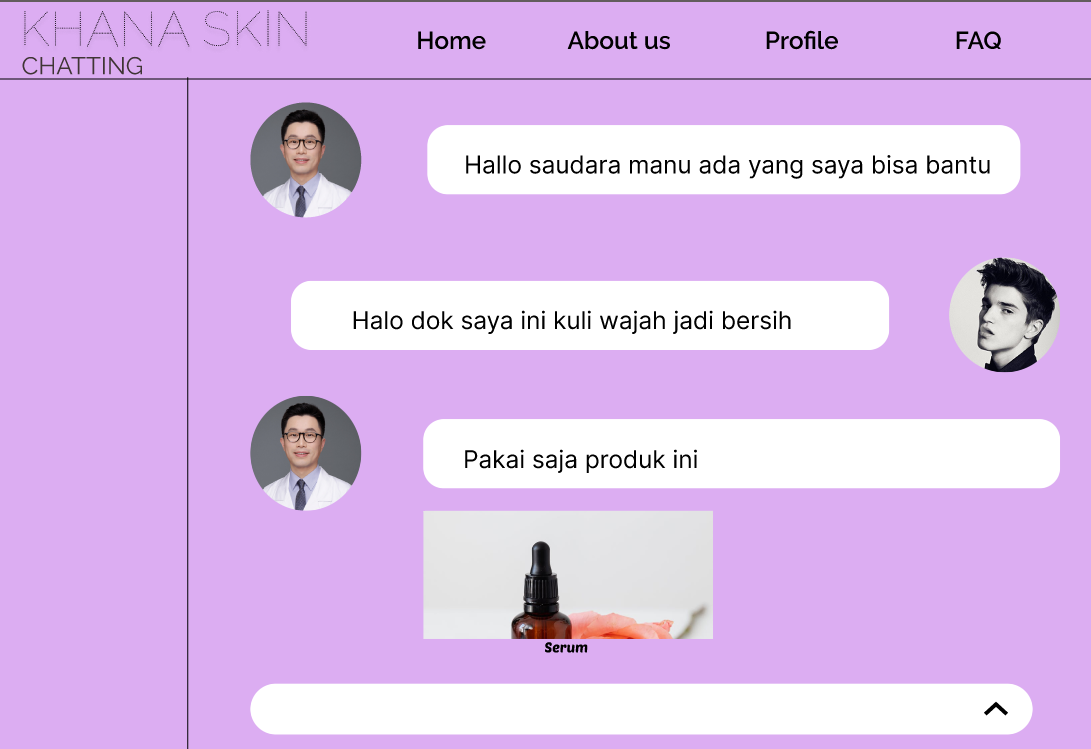 KHANA SKIN
CHATTING
Home About us Profile FAQ
Hallo saudara manu ada yang saya bisa bantu
Halo dok saya ini kuli wajah jadi bersih
Pakai saja produk ini
Serum